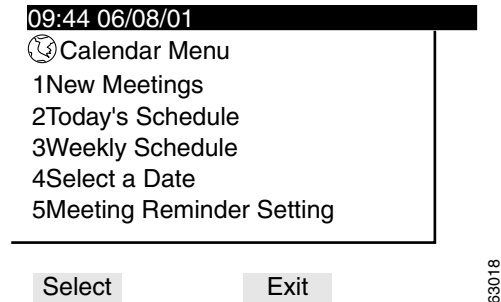 09:44 06/08/01
Calendar Menu
1New Meetings
2Today's Schedule
3Weekly Schedule
4Select a Date
5Meeting Reminder Setting
Select Exit
63018